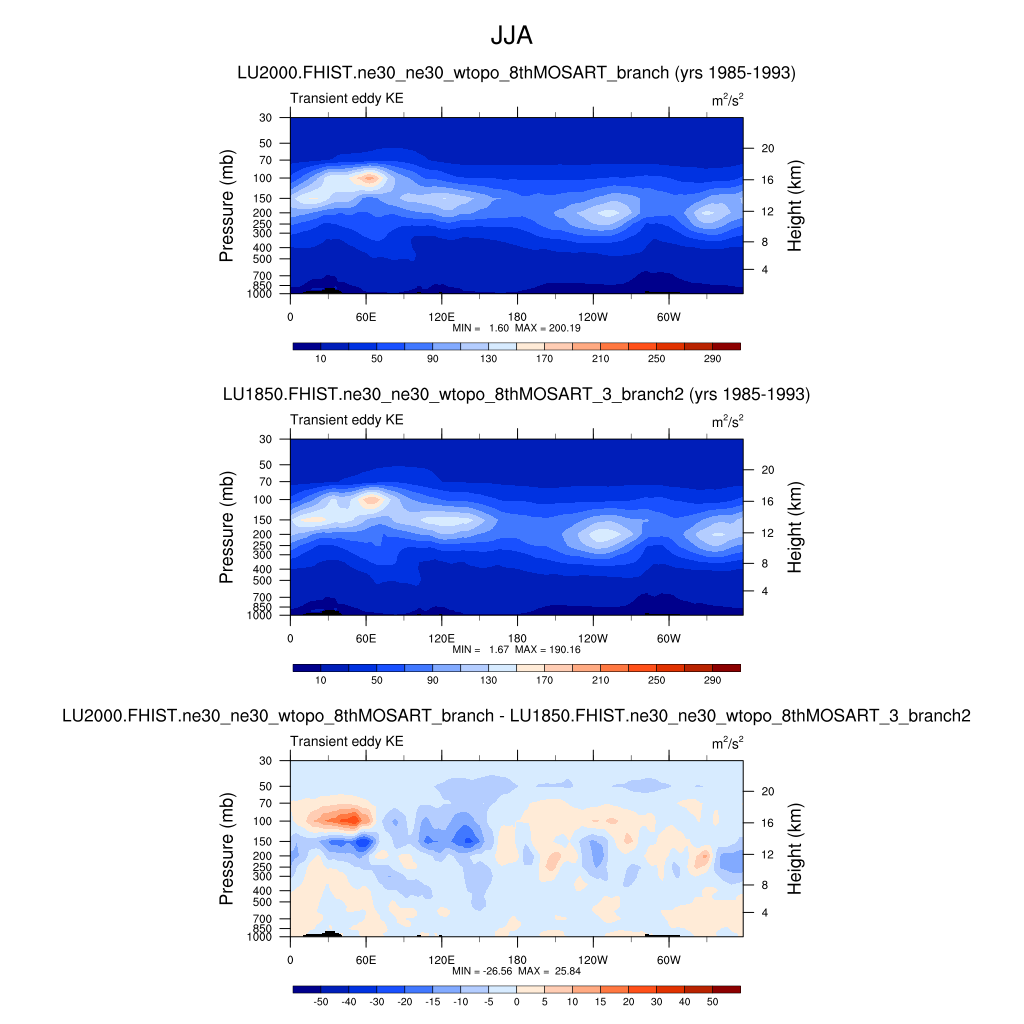 JJA
LU2000.FHIST.ne30_ne30_wtopo_8thMOSART_branch (yrs 1985-1993)
Transient eddy KE m²/s²
30
50
70
100
150
200
250
300
400
500
700
850
1000
Pressure (mb)
20
16
12
8
4
Height (km)
0 60E 120E 180 120W 60W
MIN = 1.60 MAX = 200.19
10 50 90 130 170 210 250 290
LU1850.FHIST.ne30_ne30_wtopo_8thMOSART_3_branch2 (yrs 1985-1993)
Transient eddy KE m²/s²
30
50
70
100
150
200
250
300
400
500
700
850
1000
Pressure (mb)
20
16
12
8
4
Height (km)
0 60E 120E 180 120W 60W
MIN = 1.67 MAX = 190.16
10 50 90 130 170 210 250 290
LU2000.FHIST.ne30_ne30_wtopo_8thMOSART_branch - LU1850.FHIST.ne30_ne30_wtopo_8thMOSART_3_branch2
Transient eddy KE m²/s²
30
50
70
100
150
200
250
300
400
500
700
850
1000
Pressure (mb)
20
16
12
8
4
Height (km)
0 60E 120E 180 120W 60W
MIN = -26.56 MAX = 25.84
-50 -40 -30 -20 -15 -10 -5 0 5 10 15 20 30 40 50